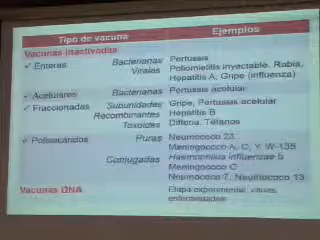 Tipo de vacuna Ejemplos
Vacunas inactivadas
✓ Enteras Bacterianas Pertussis
Virales Poliomielitis inyectable, Rabia,
Hepatitis A, Gripe (influenza)
✓ Acelulares Bacterianas Pertussis acelular
✓ Fraccionadas Subunidades Gripe, Pertussis acelular
Recombinantes Hepatitis B
Toxoides Difteria, Tétanos
✓ Polisacáridos Puras Neumococo 23
Meningococo A, C, Y, W-135
Conjugadas Haemophilus influenzae b
Meningococo C
Neumococo 7, Neumococo 13
Vacunas DNA Etapa experimental, varias
enfermedades